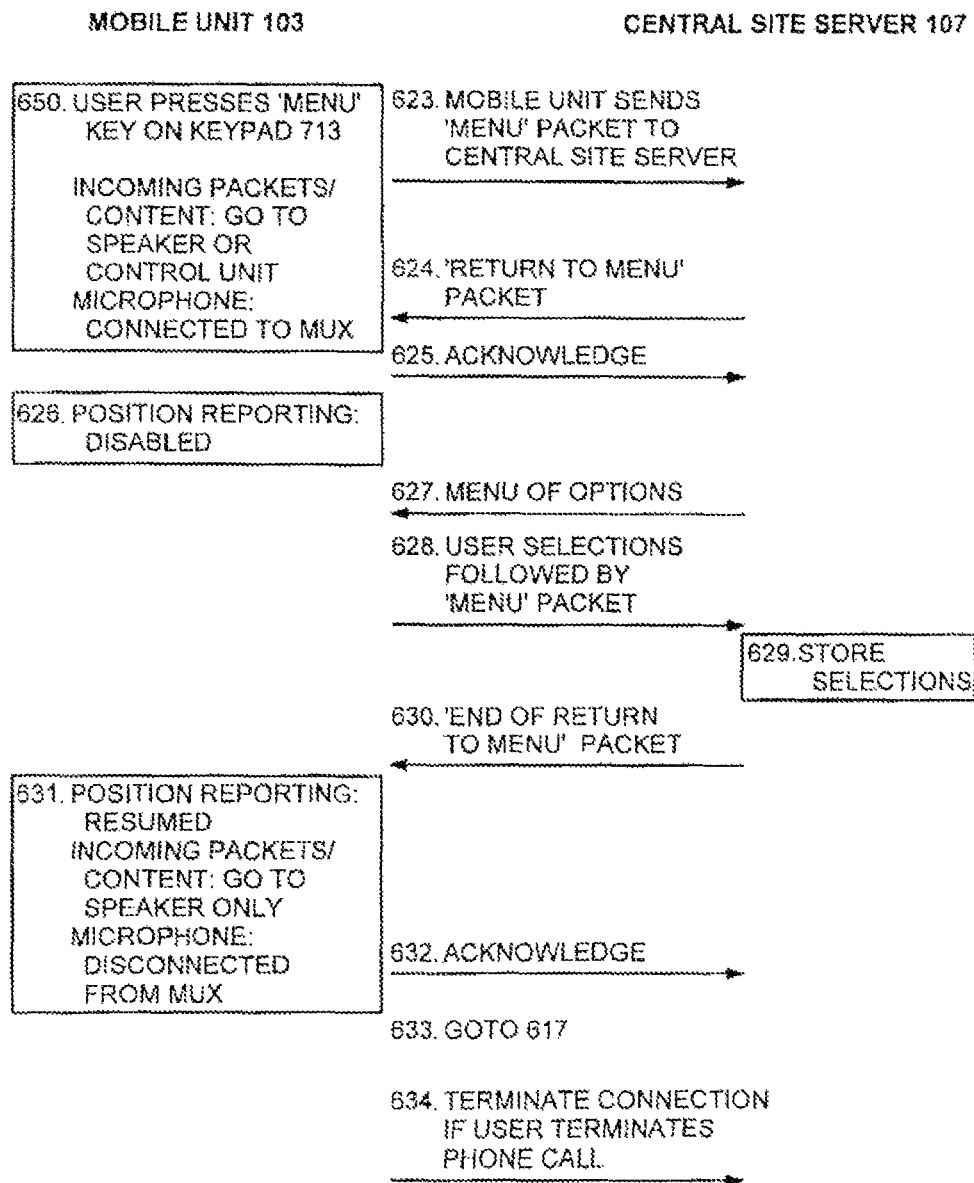 MOBILE UNIT 103
CENTRAL SITE SERVER 107
650. USER PRESSES 'MENU'
KEY ON KEYPAD 713
INCOMING PACKETS/
CONTENT: GO TO
SPEAKER OR
CONTROL UNIT
MICROPHONE:
CONNECTED TO MUX
623. MOBILE UNIT SENDS
'MENU' PACKET TO
CENTRAL SITE SERVER
624. 'RETURN TO MENU'
PACKET
625. ACKNOWLEDGE
626. POSITION REPORTING:
DISABLED
627. MENU OF OPTIONS
628. USER SELECTIONS
FOLLOWED BY
'MENU' PACKET
629. STORE
SELECTIONS
630. 'END OF RETURN
TO MENU' PACKET
631. POSITION REPORTING:
RESUMED
INCOMING PACKETS/
CONTENT: GO TO
SPEAKER ONLY
MICROPHONE:
DISCONNECTED
FROM MUX
632. ACKNOWLEDGE
633. GOTO 617
634. TERMINATE CONNECTION
IF USER TERMINATES
PHONE CALL